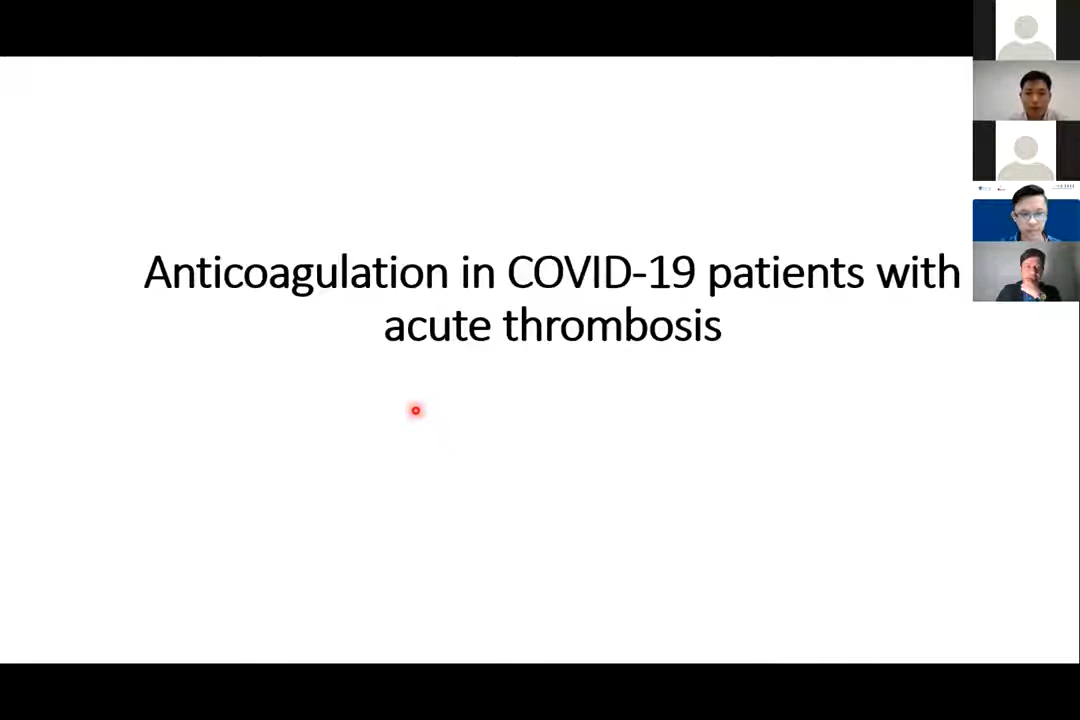 Anticoagulation in COVID-19 patients with
acute thrombosis